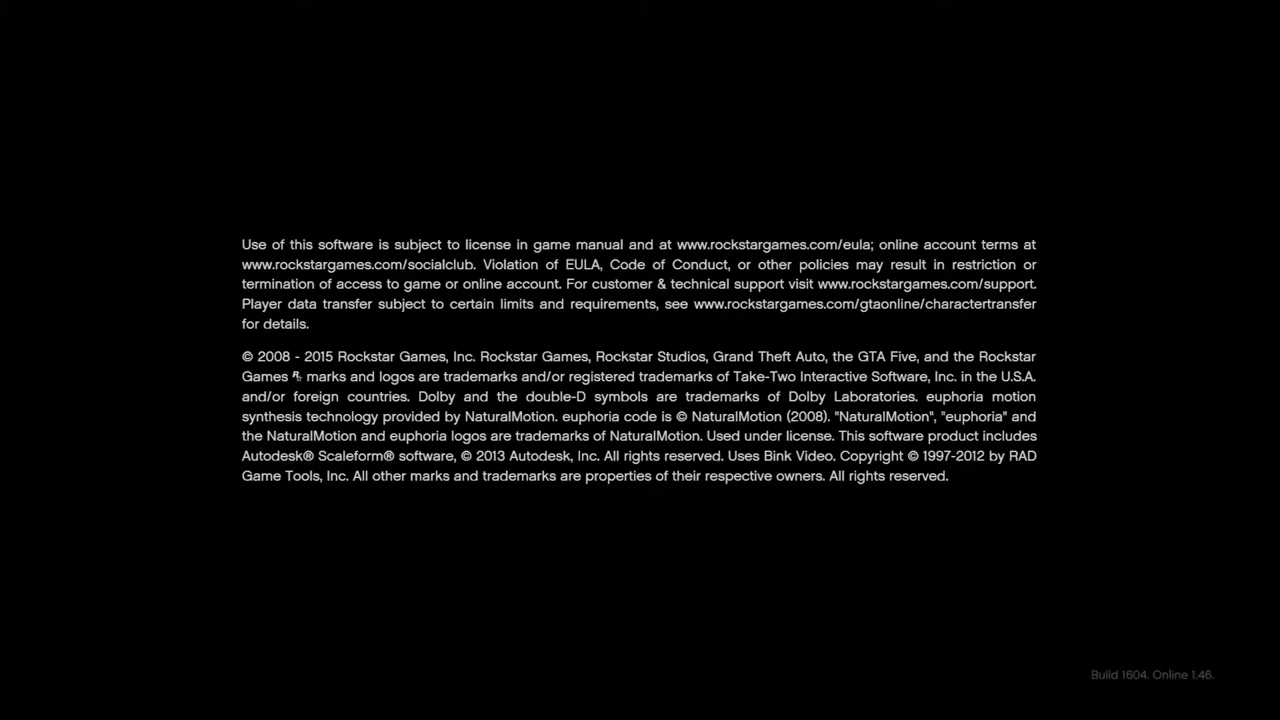 Use of this software is subject to license in game manual and at www.rockstargames.com/eula; online account terms at
www.rockstargames.com/socialclub. Violation of EULA, Code of Conduct, or other policies may result in restriction or
termination of access to game or online account. For customer & technical support visit www.rockstargames.com/support.
Player data transfer subject to certain limits and requirements, see www.rockstargames.com/gtaonline/charactertransfer
for details.
© 2008 - 2015 Rockstar Games, Inc. Rockstar Games, Rockstar Studios, Grand Theft Auto, the GTA Five, and the Rockstar
Games R* marks and logos are trademarks and/or registered trademarks of Take-Two Interactive Software, Inc. in the U.S.A.
and/or foreign countries. Dolby and the double-D symbols are trademarks of Dolby Laboratories. euphoria motion
synthesis technology provided by NaturalMotion. euphoria code is © NaturalMotion (2008). "NaturalMotion", "euphoria" and
the NaturalMotion and euphoria logos are trademarks of NaturalMotion. Used under license. This software product includes
Autodesk® Scaleform® software, © 2013 Autodesk, Inc. All rights reserved. Uses Bink Video. Copyright © 1997-2012 by RAD
Game Tools, Inc. All other marks and trademarks are properties of their respective owners. All rights reserved.
Build 1604. Online 1.46.